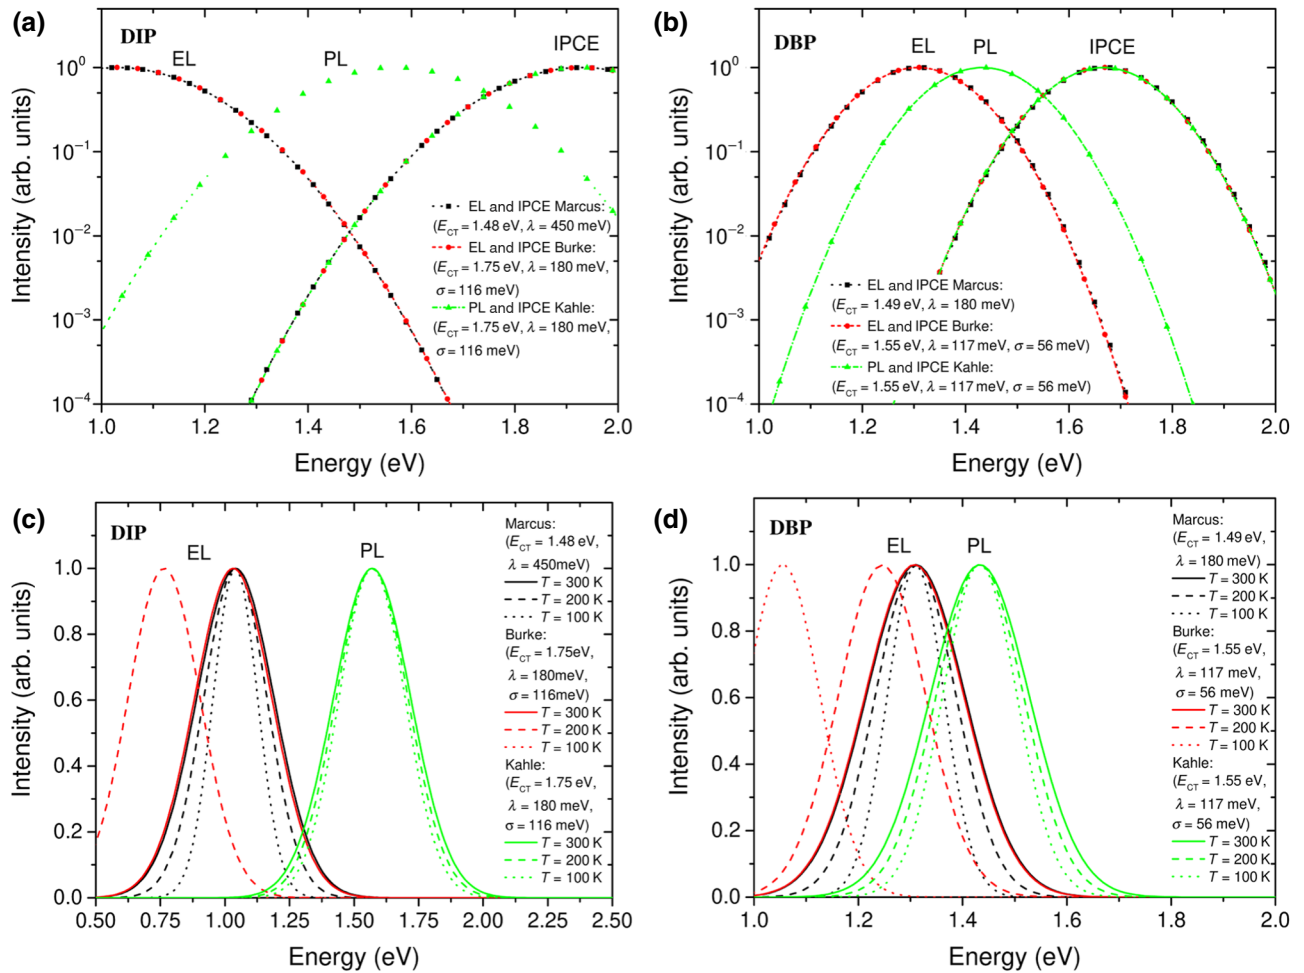 (a)
DIP
EL
PL
IPCE
10⁰
10⁻¹
10⁻²
10⁻³
10⁻⁴
Intensity (arb. units)
EL and IPCE Marcus:
(E_CT = 1.48 eV, λ = 450 meV)
EL and IPCE Burke:
(E_CT = 1.75 eV, λ = 180 meV,
σ = 116 meV)
PL and IPCE Kahle:
(E_CT = 1.75 eV, λ = 180 meV,
σ = 116 meV)
1.0 1.2 1.4 1.6 1.8 2.0
Energy (eV)
(b)
DBP
EL
PL
IPCE
10⁰
10⁻¹
10⁻²
10⁻³
10⁻⁴
Intensity (arb. units)
EL and IPCE Marcus:
(E_CT = 1.49 eV, λ = 180 meV)
EL and IPCE Burke:
(E_CT = 1.55 eV, λ = 117 meV, σ = 56 meV)
PL and IPCE Kahle:
(E_CT = 1.55 eV, λ = 117 meV, σ = 56 meV)
1.0 1.2 1.4 1.6 1.8 2.0
Energy (eV)
(c)
DIP
EL
PL
1.0
0.8
0.6
0.4
0.2
0.0
Intensity (arb. units)
Marcus:
(E_CT = 1.48 eV,
λ = 450meV)
T = 300 K
T = 200 K
T = 100 K
Burke:
(E_CT = 1.75eV,
λ = 180meV,
σ = 116meV)
T = 300 K
T = 200 K
T = 100 K
Kahle:
(E_CT = 1.75 eV,
λ = 180 meV,
σ = 116 meV)
T = 300 K
T = 200 K
T = 100 K
0.50 0.75 1.00 1.25 1.50 1.75 2.00 2.25 2.50
Energy (eV)
(d)
DBP
EL
PL
1.0
0.8
0.6
0.4
0.2
0.0
Intensity (arb. units)
Marcus:
(E_CT = 1.49 eV,
λ = 180 meV)
T = 300 K
T = 200 K
T = 100 K
Burke:
(E_CT = 1.55 eV,
λ = 117 meV,
σ = 56 meV)
T = 300 K
T = 200 K
T = 100 K
Kahle:
(E_CT = 1.55 eV,
λ = 117 meV,
σ = 56 meV)
T = 300 K
T = 200 K
T = 100 K
1.0 1.2 1.4 1.6 1.8 2.0
Energy (eV)